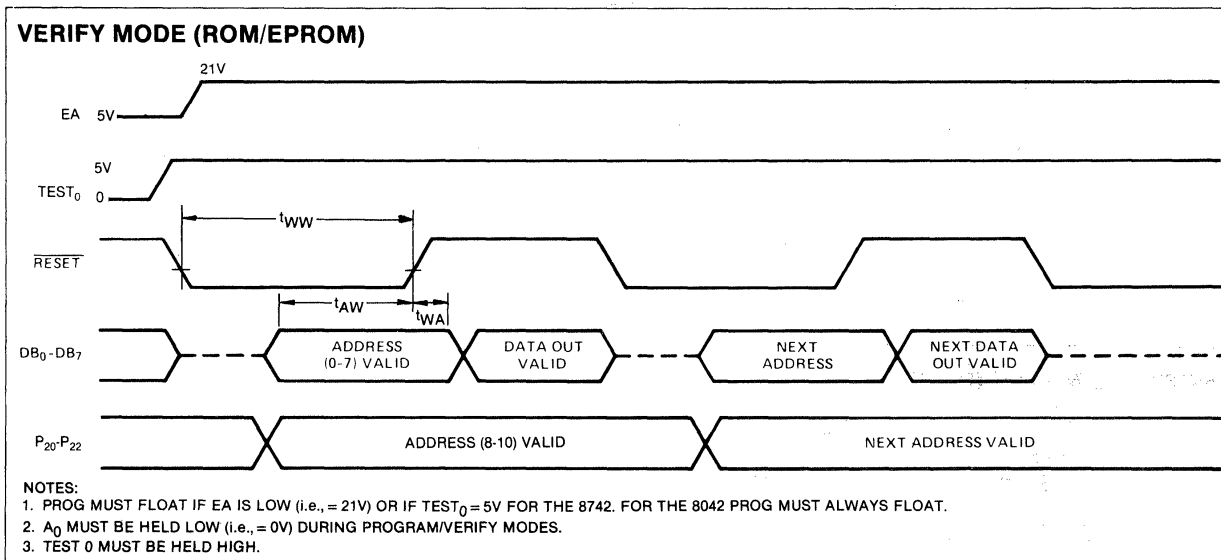 VERIFY MODE (ROM/EPROM)
21V
EA 5V
5V
TEST₀ 0
tWW
RESET
tAW
tWA
DB₀-DB₇
ADDRESS (0-7) VALID
DATA OUT VALID
NEXT ADDRESS
NEXT DATA OUT VALID
P₂₀-P₂₂
ADDRESS (8-10) VALID
NEXT ADDRESS VALID
NOTES:
1. PROG MUST FLOAT IF EA IS LOW (i.e., = 21V) OR IF TEST₀ = 5V FOR THE 8742. FOR THE 8042 PROG MUST ALWAYS FLOAT.
2. A₀ MUST BE HELD LOW (i.e., = 0V) DURING PROGRAM/VERIFY MODES.
3. TEST 0 MUST BE HELD HIGH.